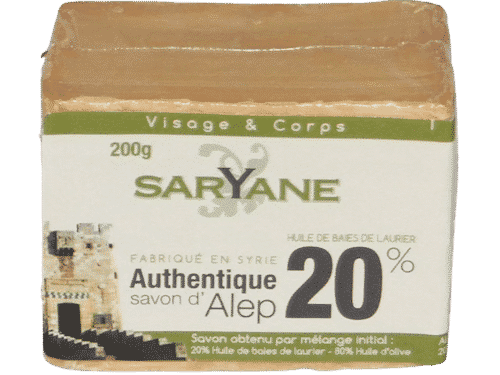 Visage & Corps
200g
SARYANE
HUILE DE BAIES DE LAURIER
FABRIQUÉ EN SYRIE
20%
Authentique
savon d'Alep
Savon obtenu par mélange initial :
20% Huile de baies de laurier - 80% Huile d'olive